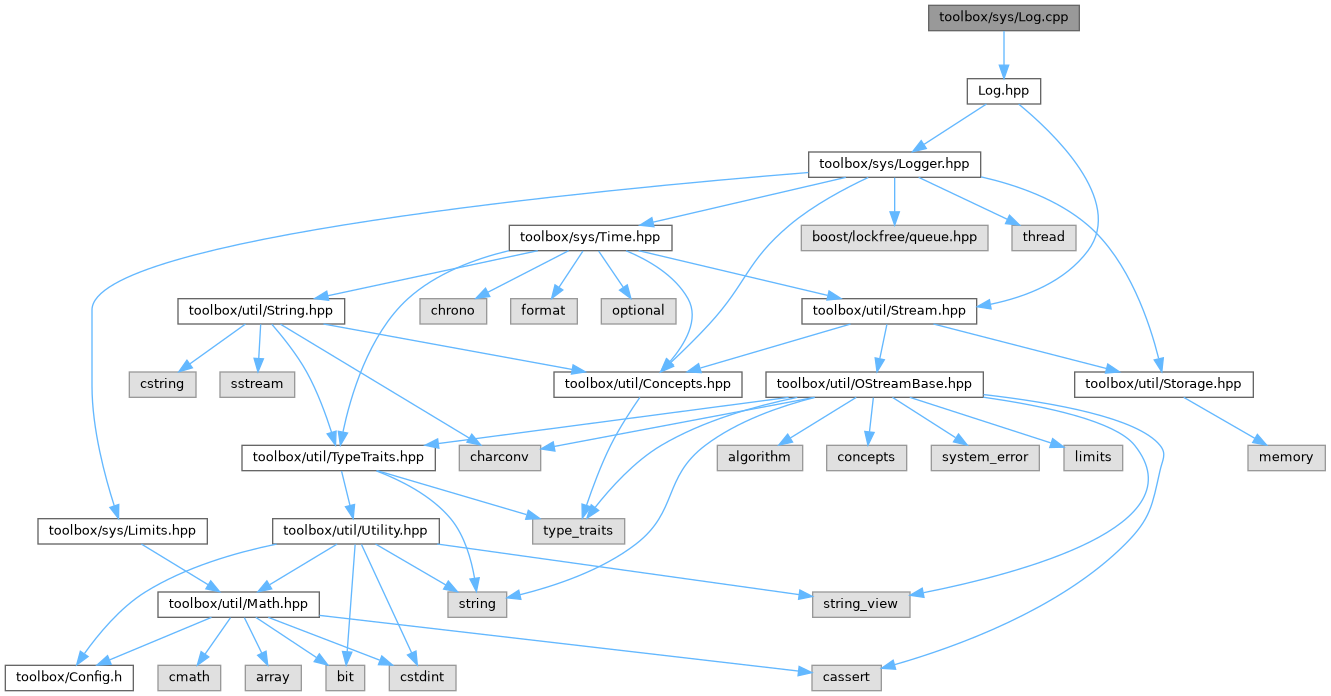 toolbox/sys/Log.cpp
Log.hpp
toolbox/sys/Logger.hpp
toolbox/sys/Time.hpp
boost/lockfree/queue.hpp
thread
toolbox/util/String.hpp
chrono
format
optional
toolbox/util/Stream.hpp
cstring
sstream
toolbox/util/Concepts.hpp
toolbox/util/OStreamBase.hpp
toolbox/util/Storage.hpp
toolbox/util/TypeTraits.hpp
charconv
algorithm
concepts
system_error
limits
memory
toolbox/sys/Limits.hpp
toolbox/util/Utility.hpp
type_traits
toolbox/util/Math.hpp
string
string_view
toolbox/Config.h
cmath
array
bit
cstdint
cassert